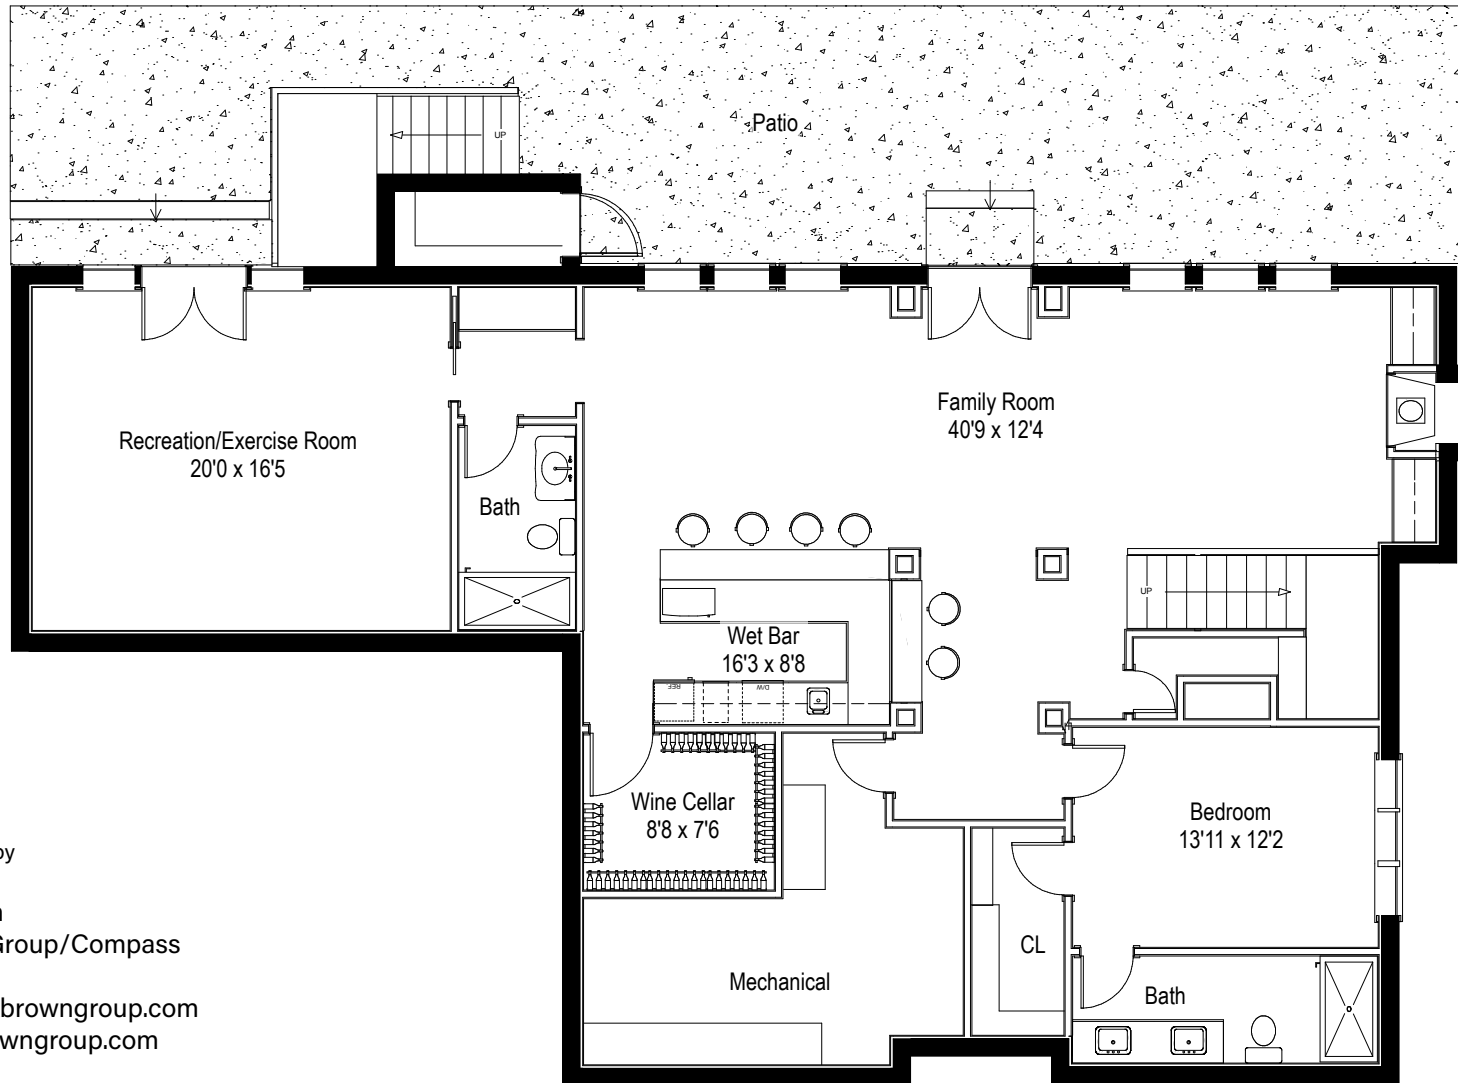 UP
Patio
Family Room
40'9 x 12'4
Recreation/Exercise Room
20'0 x 16'5
Bath
UP
Wet Bar
16'3 x 8'8
REF
D/W
Wine Cellar
8'8 x 7'6
Bedroom
13'11 x 12'2
CL
Mechanical
Bath
by
Group/Compass
browngroup.com
wngroup.com